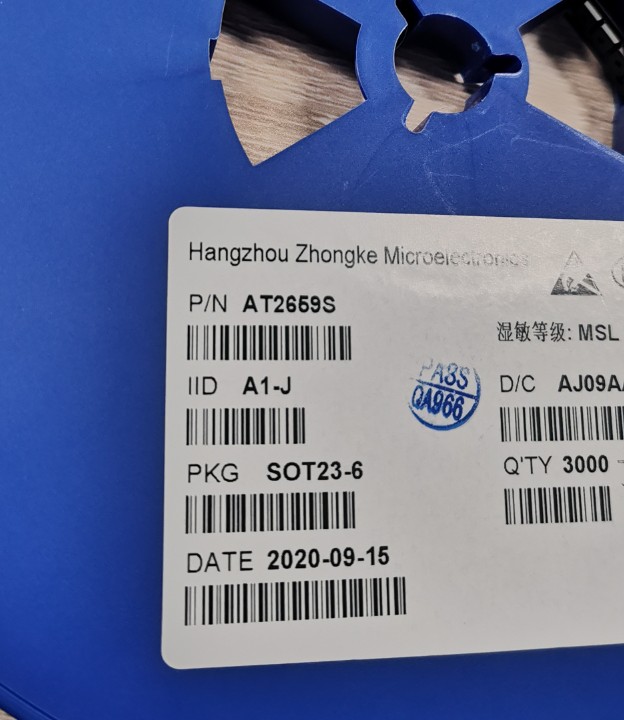 Hangzhou Zhongke Microelectronics
P/N AT2659S
湿敏等级: MSL
IID A1-J
PASS
QA966
D/C AJ09A
PKG SOT23-6
Q'TY 3000
DATE 2020-09-15